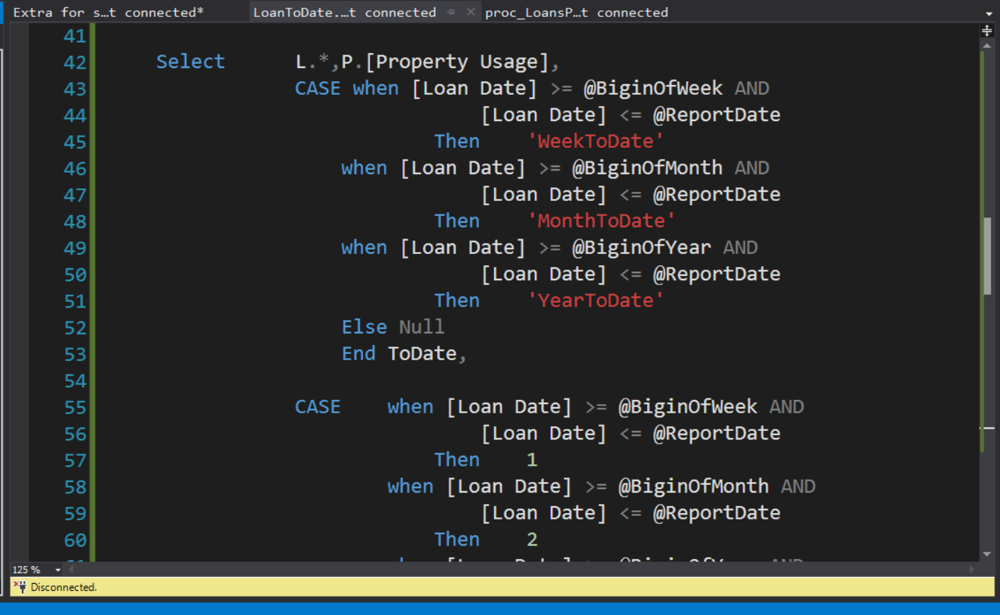 Extra for s…t connected*
LoanToDate.…t connected
proc_LoansP…t connected
41
42 Select L.*,P.[Property Usage],
43 CASE when [Loan Date] >= @BiginOfWeek AND
44 [Loan Date] <= @ReportDate
45 Then 'WeekToDate'
46 when [Loan Date] >= @BiginOfMonth AND
47 [Loan Date] <= @ReportDate
48 Then 'MonthToDate'
49 when [Loan Date] >= @BiginOfYear AND
50 [Loan Date] <= @ReportDate
51 Then 'YearToDate'
52 Else Null
53 End ToDate,
54
55 CASE when [Loan Date] >= @BiginOfWeek AND
56 [Loan Date] <= @ReportDate
57 Then 1
58 when [Loan Date] >= @BiginOfMonth AND
59 [Loan Date] <= @ReportDate
60 Then 2
125 %
Disconnected.